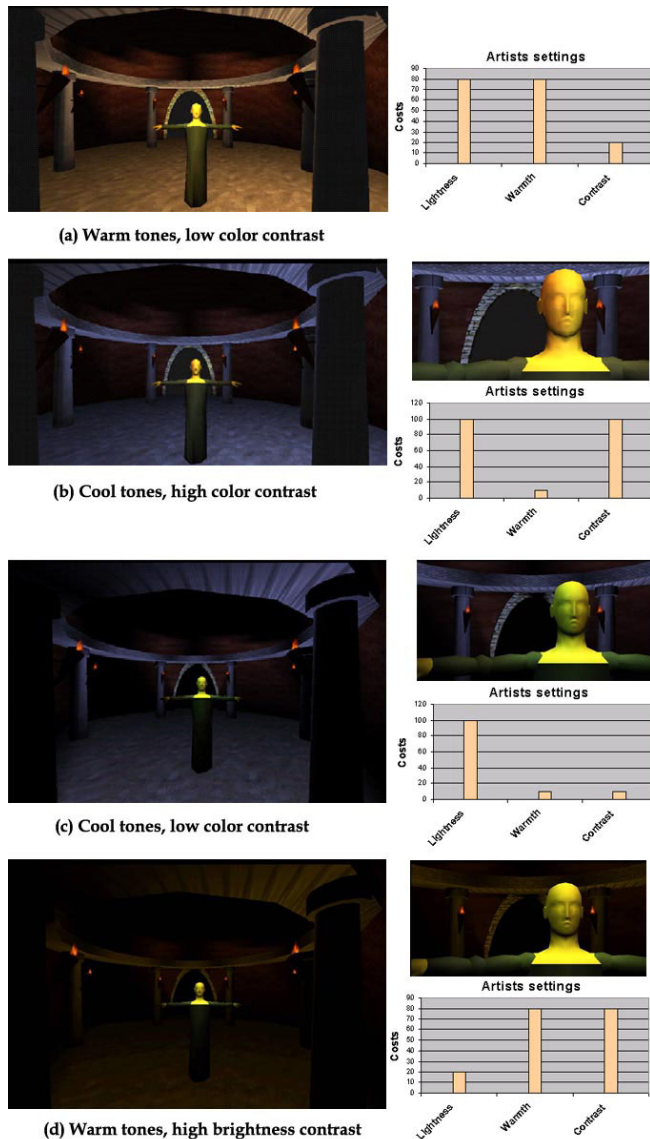 Artists settings
Costs
90
80
70
60
50
40
30
20
10
0
Lightness
Warmth
Contrast
(a) Warm tones, low color contrast
Artists settings
Costs
120
100
80
60
40
20
0
Lightness
Warmth
Contrast
(b) Cool tones, high color contrast
Artists settings
Costs
120
100
80
60
40
20
0
Lightness
Warmth
Contrast
(c) Cool tones, low color contrast
Artists settings
Costs
90
80
70
60
50
40
30
20
10
0
Lightness
Warmth
Contrast
(d) Warm tones, high brightness contrast